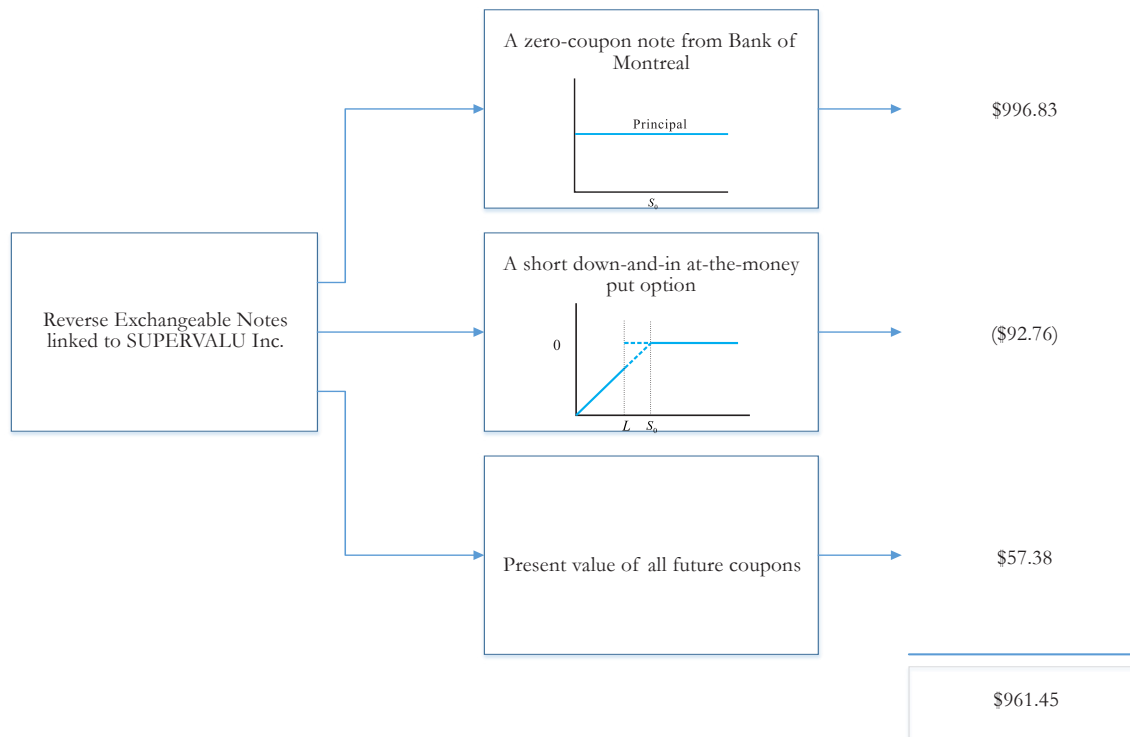 A zero-coupon note from Bank of
Montreal
Principal
S₀
$996.83
Reverse Exchangeable Notes
linked to SUPERVALU Inc.
A short down-and-in at-the-money
put option
0
L S₀
($92.76)
Present value of all future coupons
$57.38
$961.45